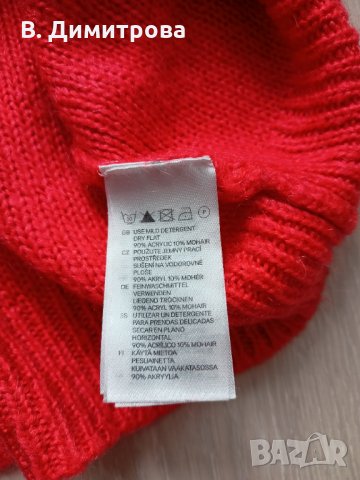 В. Димитрова
GB USE MILD DETERGENT
DRY FLAT
90% ACRYLIC 10% MOHAIR
CZ POUŽIJTE JEMNÝ PRACÍ
PROSTŘEDEK
SUŠENÍ NA VODOROVNÉ
PLOŠE
90% AKRYL 10% MOHÉR
DE FEINWASCHMITTEL
VERWENDEN
LIEGEND TROCKNEN
90% ACRYL 10% MOHAIR
ES UTILIZAR UN DETERGENTE
PARA PRENDAS DELICADAS
SECAR EN PLANO
HORIZONTAL
90% ACRÍLICO 10% MOHAIR
FI KÄYTÄ MIETOA
PESUAINETTA
KUIVATAAN VAAKATASOSSA
90% AKRYYLIA
BAZAR